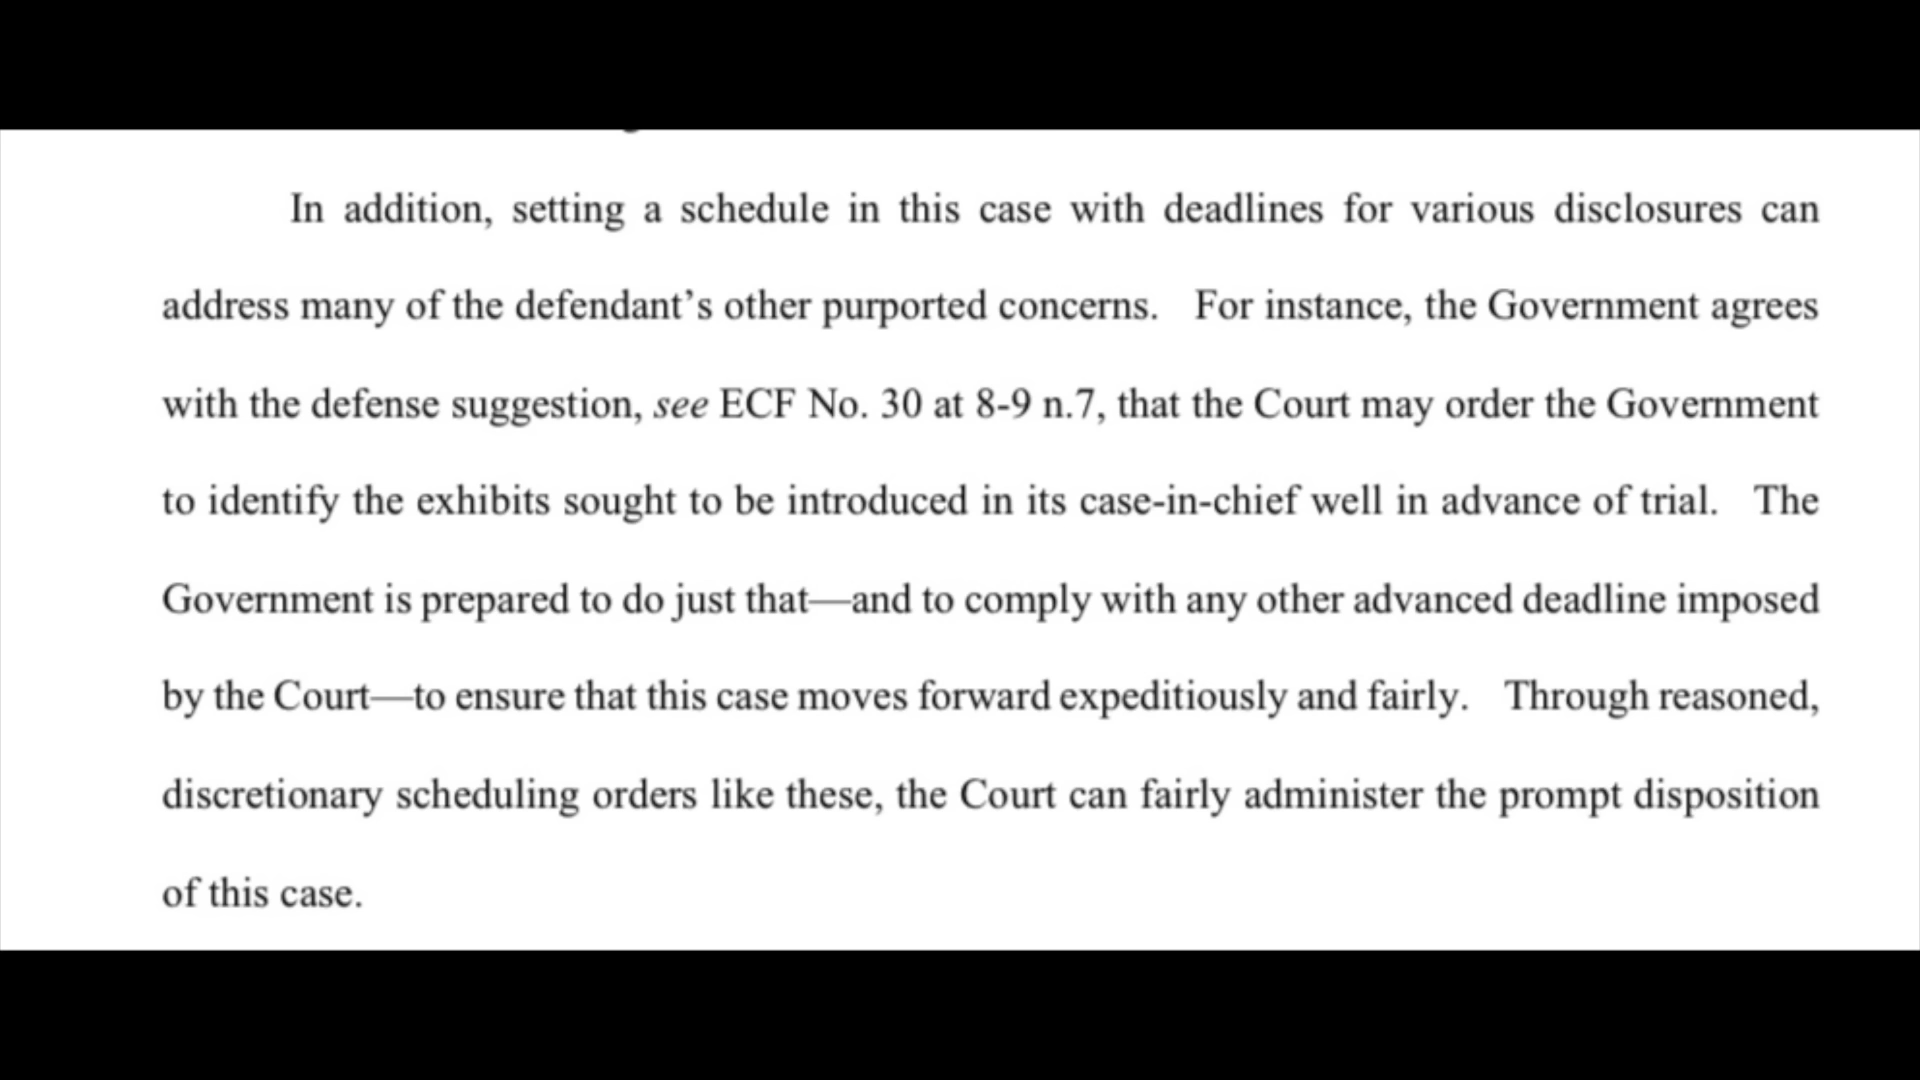 In addition, setting a schedule in this case with deadlines for various disclosures can
address many of the defendant’s other purported concerns. For instance, the Government agrees
with the defense suggestion, see ECF No. 30 at 8-9 n.7, that the Court may order the Government
to identify the exhibits sought to be introduced in its case-in-chief well in advance of trial. The
Government is prepared to do just that—and to comply with any other advanced deadline imposed
by the Court—to ensure that this case moves forward expeditiously and fairly. Through reasoned,
discretionary scheduling orders like these, the Court can fairly administer the prompt disposition
of this case.